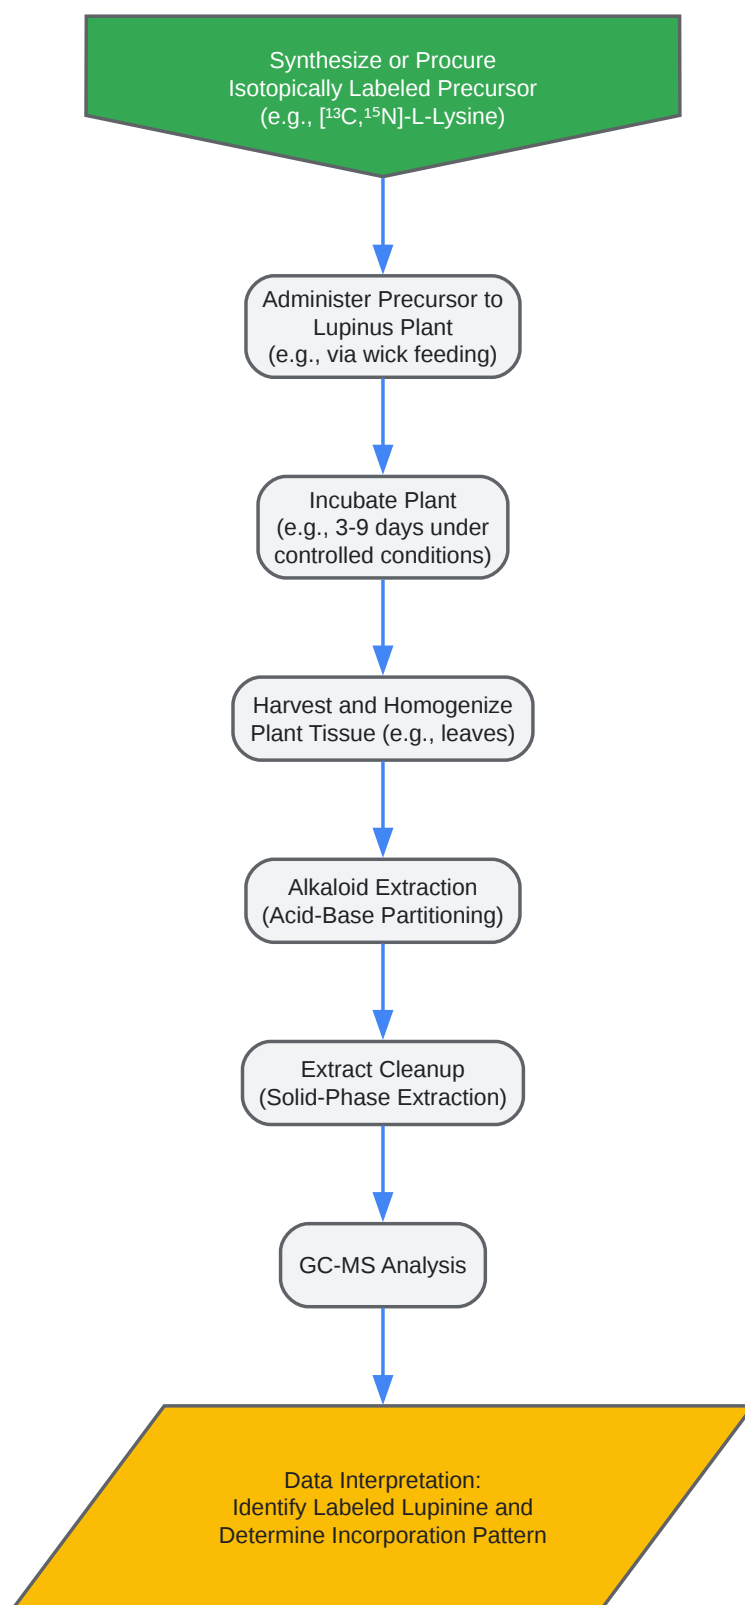 Synthesize or Procure
Isotopically Labeled Precursor
(e.g., [¹³C,¹⁵N]-L-Lysine)
Administer Precursor to
Lupinus Plant
(e.g., via wick feeding)
Incubate Plant
(e.g., 3-9 days under
controlled conditions)
Harvest and Homogenize
Plant Tissue (e.g., leaves)
Alkaloid Extraction
(Acid-Base Partitioning)
Extract Cleanup
(Solid-Phase Extraction)
GC-MS Analysis
Data Interpretation:
Identify Labeled Lupinine and
Determine Incorporation Pattern